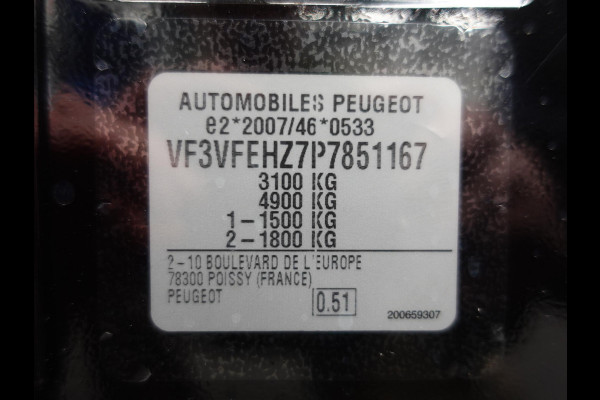 AUTOMOBILES PEUGEOT
e2*2007/46*0533
VF3VFEHZ7P7851167
3100 KG
4900 KG
1-1500 KG
2-1800 KG
2-10 BOULEVARD DE L'EUROPE
78300 POISSY (FRANCE)
PEUGEOT
0.51
200659307